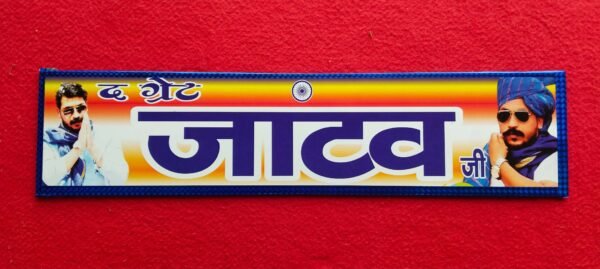 द ग्रेट
जाटव
जी